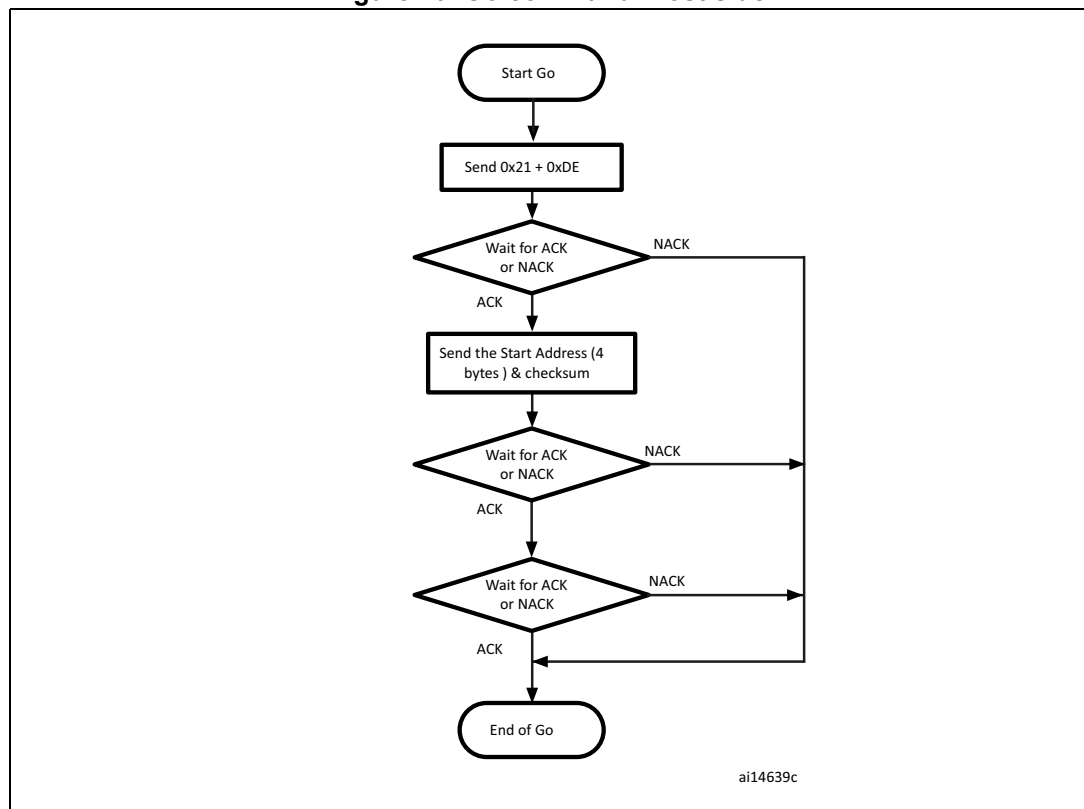 Start Go
Send 0x21 + 0xDE
Wait for ACK
or NACK
NACK
ACK
Send the Start Address (4
bytes ) & checksum
Wait for ACK
or NACK
NACK
ACK
Wait for ACK
or NACK
NACK
ACK
End of Go
ai14639c